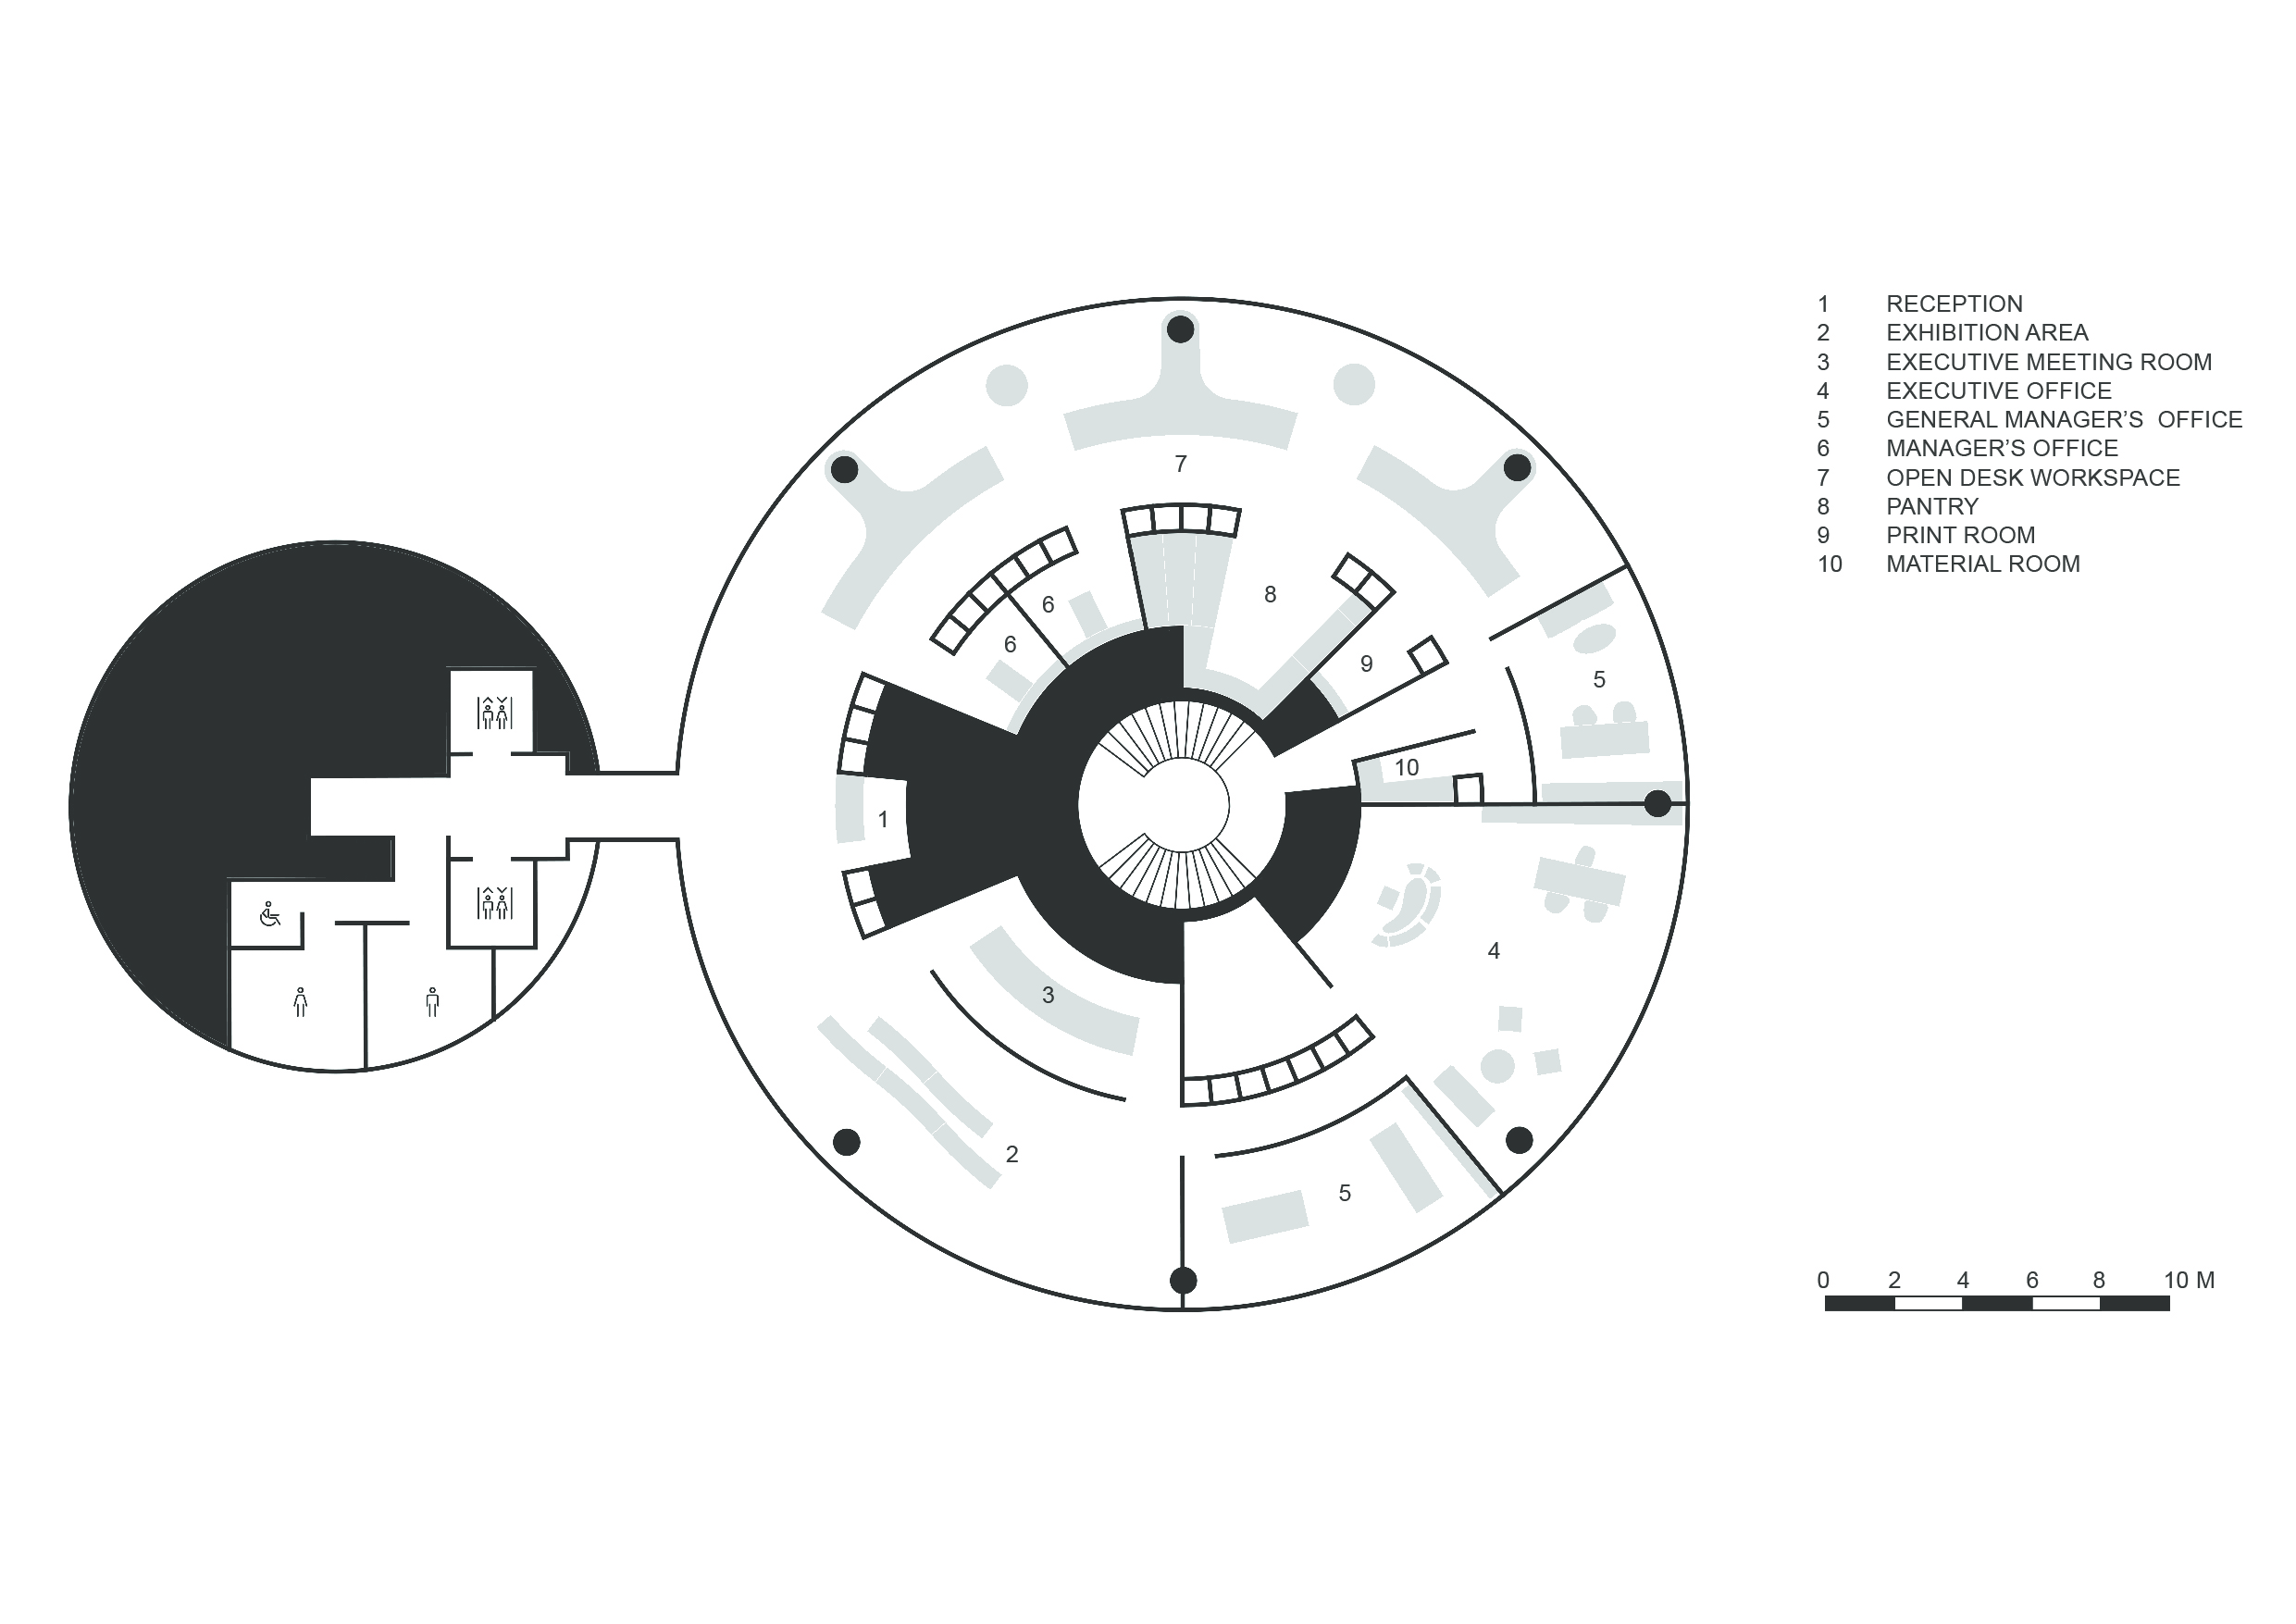 1 RECEPTION
2 EXHIBITION AREA
3 EXECUTIVE MEETING ROOM
4 EXECUTIVE OFFICE
5 GENERAL MANAGER’S  OFFICE
6 MANAGER’S OFFICE
7 OPEN DESK WORKSPACE
8 PANTRY
9 PRINT ROOM
10 MATERIAL ROOM
7
8
6
6
9
5
10
1
4
3
2
5
0 2 4 6 8 10 M